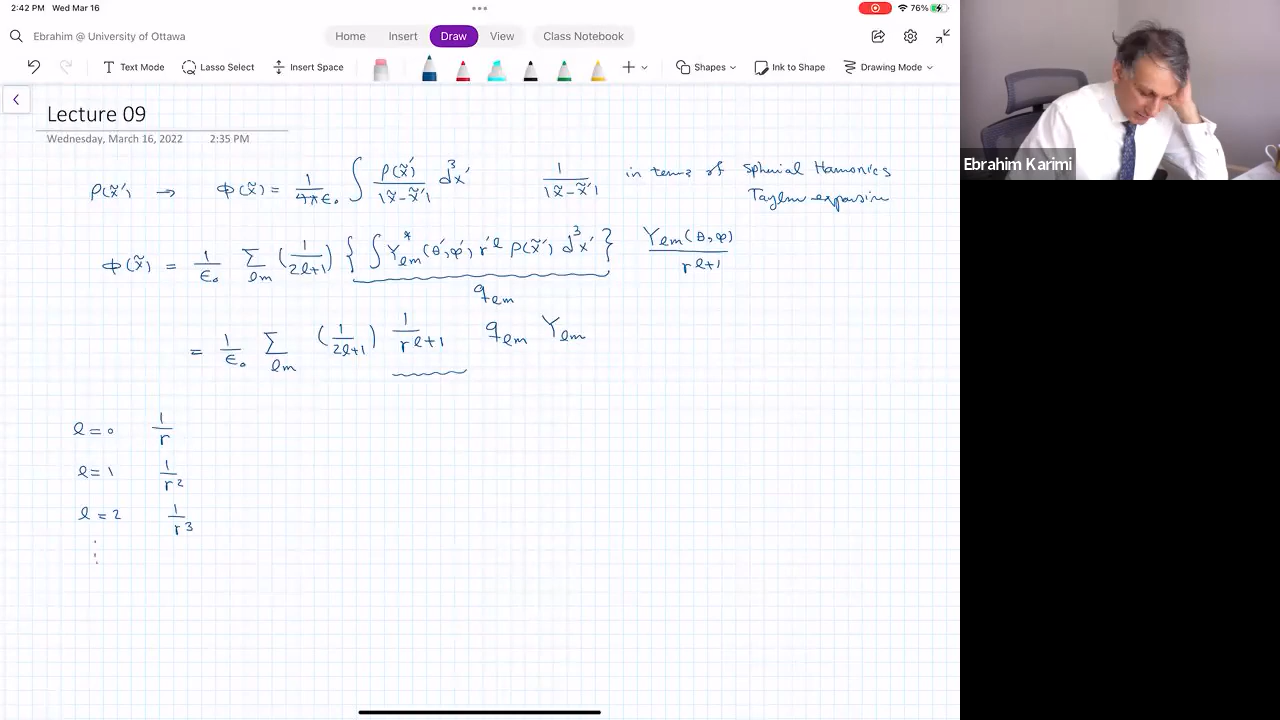 2:42 PM Wed Mar 16
76%
Ebrahim @ University of Ottawa
Home Insert Draw View Class Notebook
Text Mode Lasso Select Insert Space Shapes Ink to Shape Drawing Mode
Lecture 09
Wednesday, March 16, 2022 2:35 PM
ρ(x̃′) → Φ(x̃) = 1/4πε₀ ∫ ρ(x̃′)/|x̃-x̃′| d³x′ 1/|x̃-x̃′| in terms of spherial Hamonics
Taylor expansion
Φ(x̃) = 1/ε₀ Σ_lm (1/2l+1) { ∫ Y*_lm (θ′,φ′) r′^l ρ(x̃′) d³x′ } Y_lm(θ,φ)/r^l+1
q_lm
= 1/ε₀ Σ_lm (1/2l+1) 1/r^l+1 q_lm Y_lm
l=0 1/r
l=1 1/r²
l=2 1/r³
⋮
Ebrahim Karimi